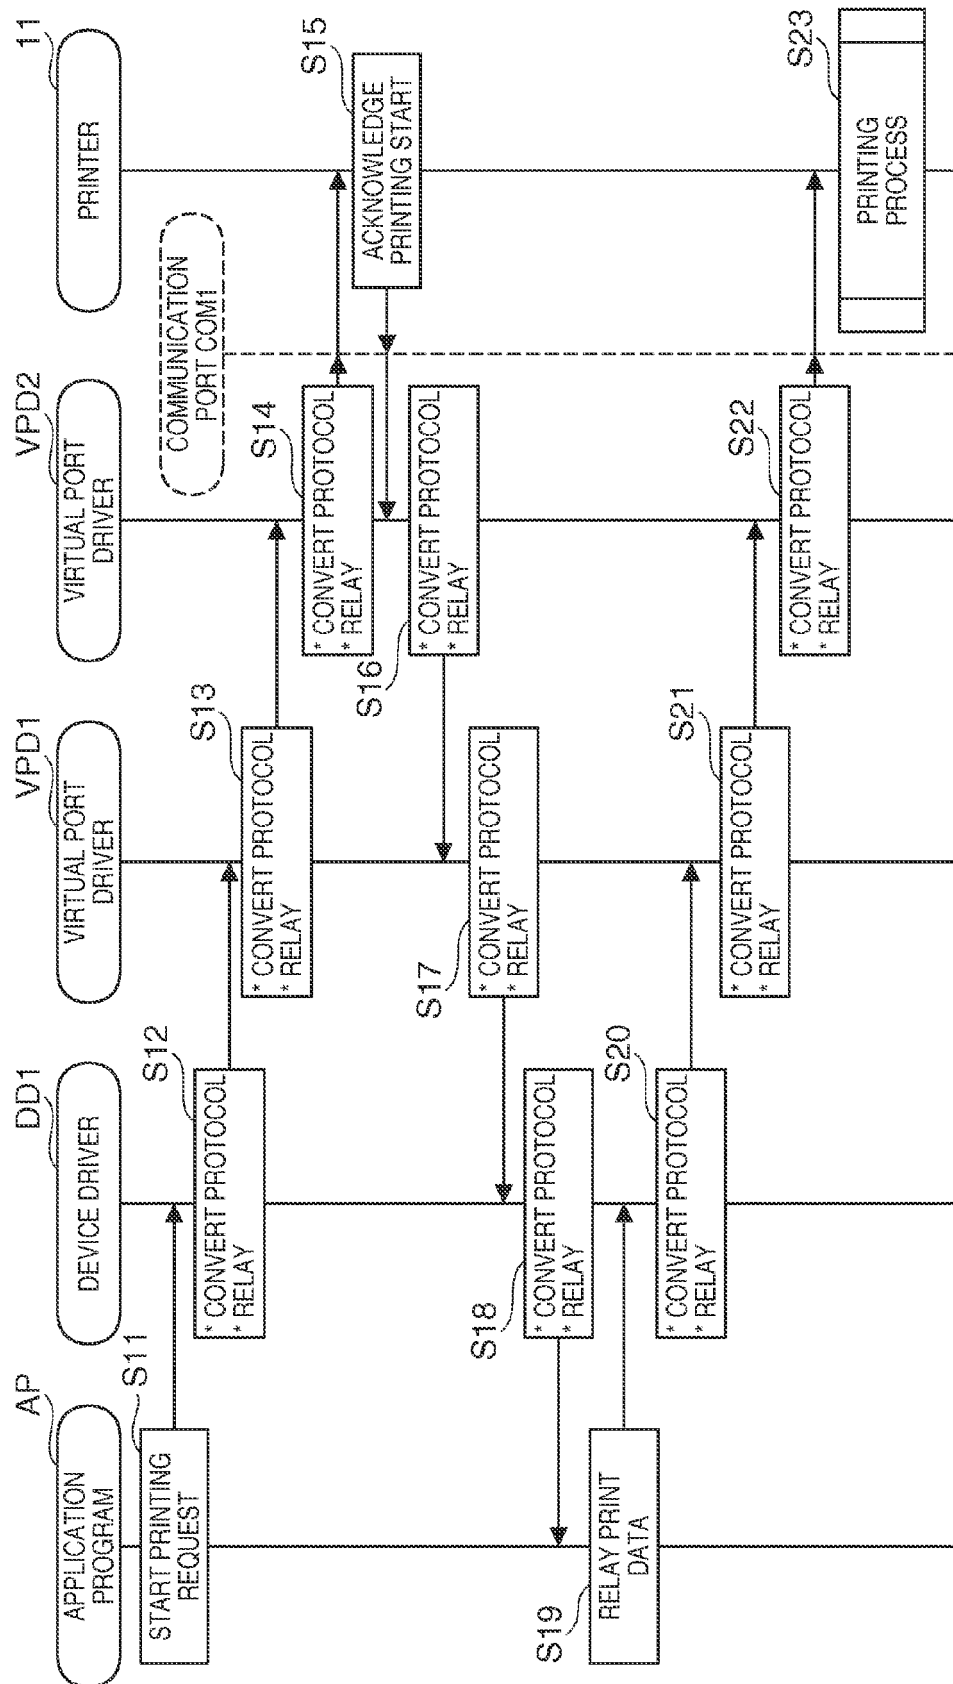 AP
APPLICATION
PROGRAM
DD1
DEVICE DRIVER
VPD1
VIRTUAL PORT
DRIVER
VPD2
VIRTUAL PORT
DRIVER
COMMUNICATION
PORT COM1
11
PRINTER
S11
START PRINTING
REQUEST
S12
* CONVERT PROTOCOL
* RELAY
S13
* CONVERT PROTOCOL
* RELAY
S14
* CONVERT PROTOCOL
* RELAY
S15
ACKNOWLEDGE
PRINTING START
S16
* CONVERT PROTOCOL
* RELAY
S17
* CONVERT PROTOCOL
* RELAY
S18
* CONVERT PROTOCOL
* RELAY
S19
RELAY PRINT
DATA
S20
* CONVERT PROTOCOL
* RELAY
S21
* CONVERT PROTOCOL
* RELAY
S22
* CONVERT PROTOCOL
* RELAY
S23
PRINTING
PROCESS